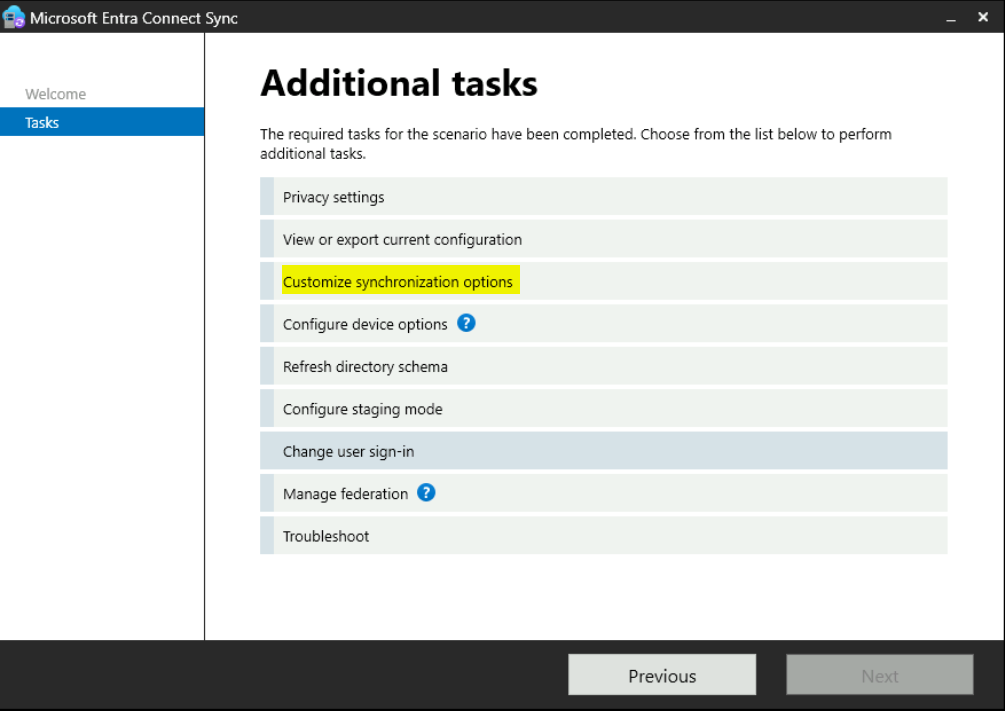 Microsoft Entra Connect Sync
Welcome
Tasks
Additional tasks
The required tasks for the scenario have been completed. Choose from the list below to perform
additional tasks.
Privacy settings
View or export current configuration
Customize synchronization options
Configure device options ?
Refresh directory schema
Configure staging mode
Change user sign-in
Manage federation ?
Troubleshoot
Previous
Next